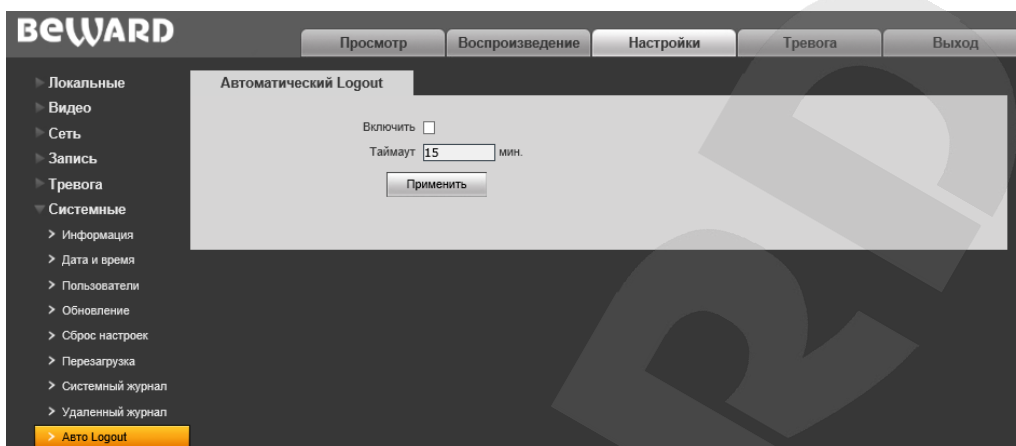 BEWARD
Просмотр Воспроизведение Настройки Тревога Выход
Локальные
Видео
Сеть
Запись
Тревога
Системные
> Информация
> Дата и время
> Пользователи
> Обновление
> Сброс настроек
> Перезагрузка
> Системный журнал
> Удаленный журнал
> Авто Logout
Автоматический Logout
Включить
Таймаут 15 мин.
Применить